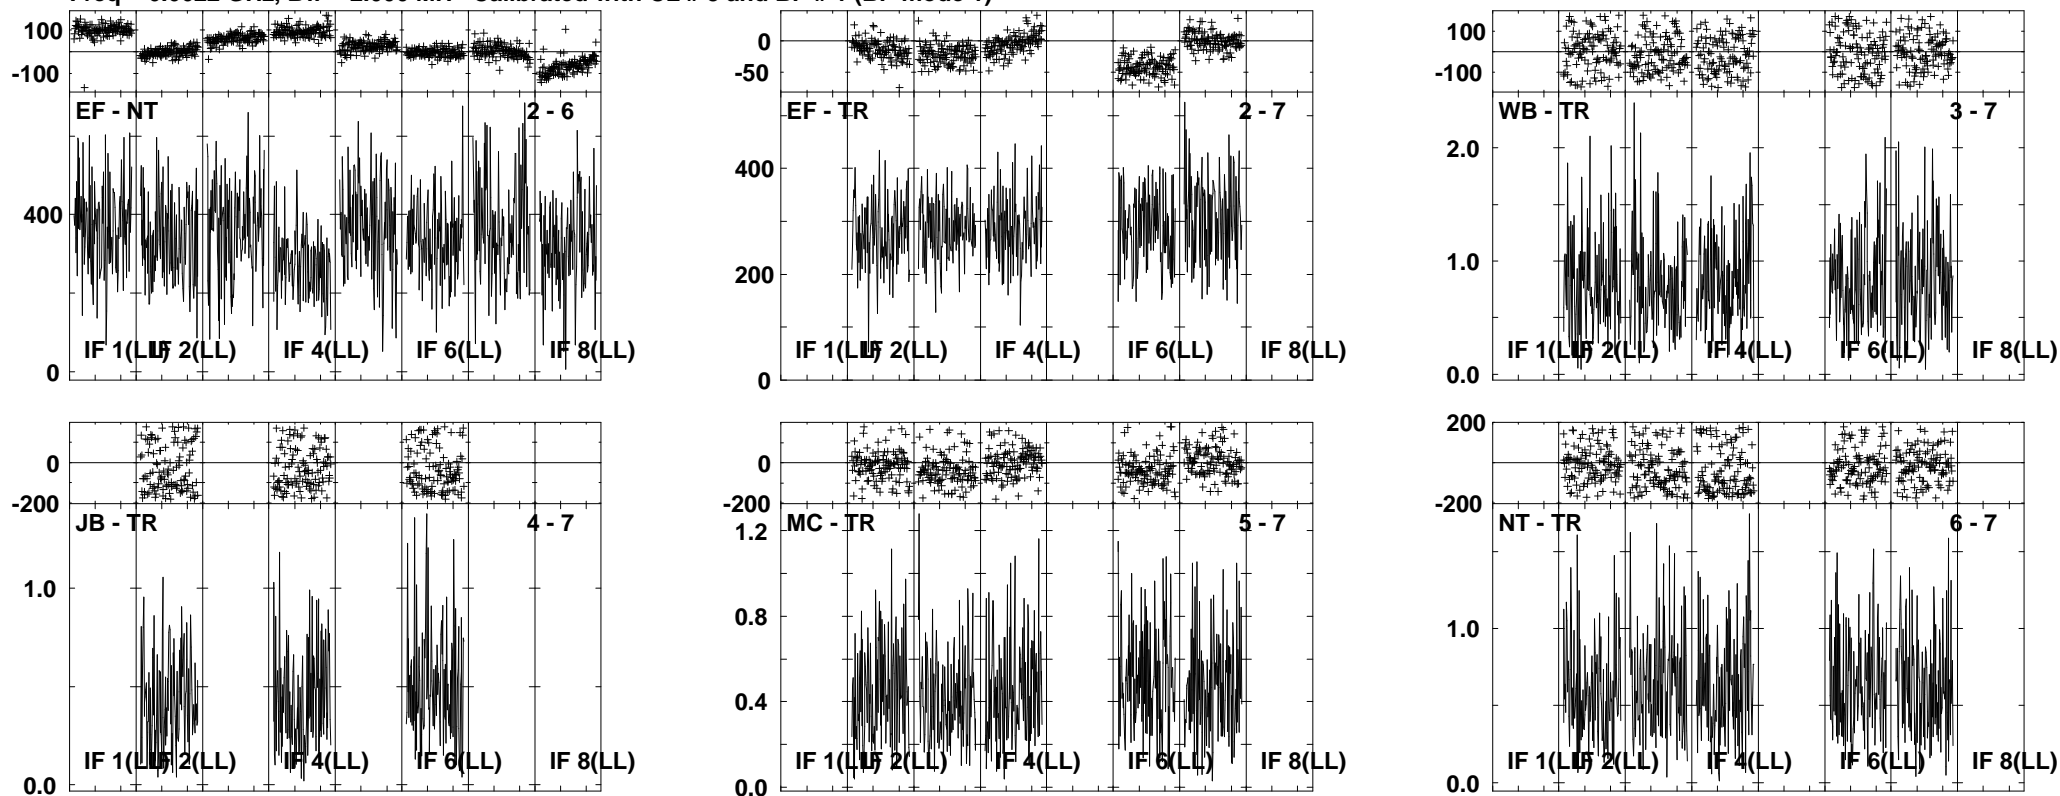 100
-100
EF - NT 2 - 6
400
0
IF 1(LL) IF 2(LL) IF 4(LL) IF 6(LL) IF 8(LL)
0
-50
EF - TR 2 - 7
400
200
0
IF 1(LL) IF 2(LL) IF 4(LL) IF 6(LL) IF 8(LL)
100
-100
WB - TR 3 - 7
2.0
1.0
0.0
IF 1(LL) IF 2(LL) IF 4(LL) IF 6(LL) IF 8(LL)
0
-200
JB - TR 4 - 7
1.0
0.0
IF 1(LL) IF 2(LL) IF 4(LL) IF 6(LL) IF 8(LL)
0
-200
MC - TR 5 - 7
1.2
0.8
0.4
0.0
IF 1(LL) IF 2(LL) IF 4(LL) IF 6(LL) IF 8(LL)
200
0
-200
NT - TR 6 - 7
1.0
0.0
IF 1(LL) IF 2(LL) IF 4(LL) IF 6(LL) IF 8(LL)